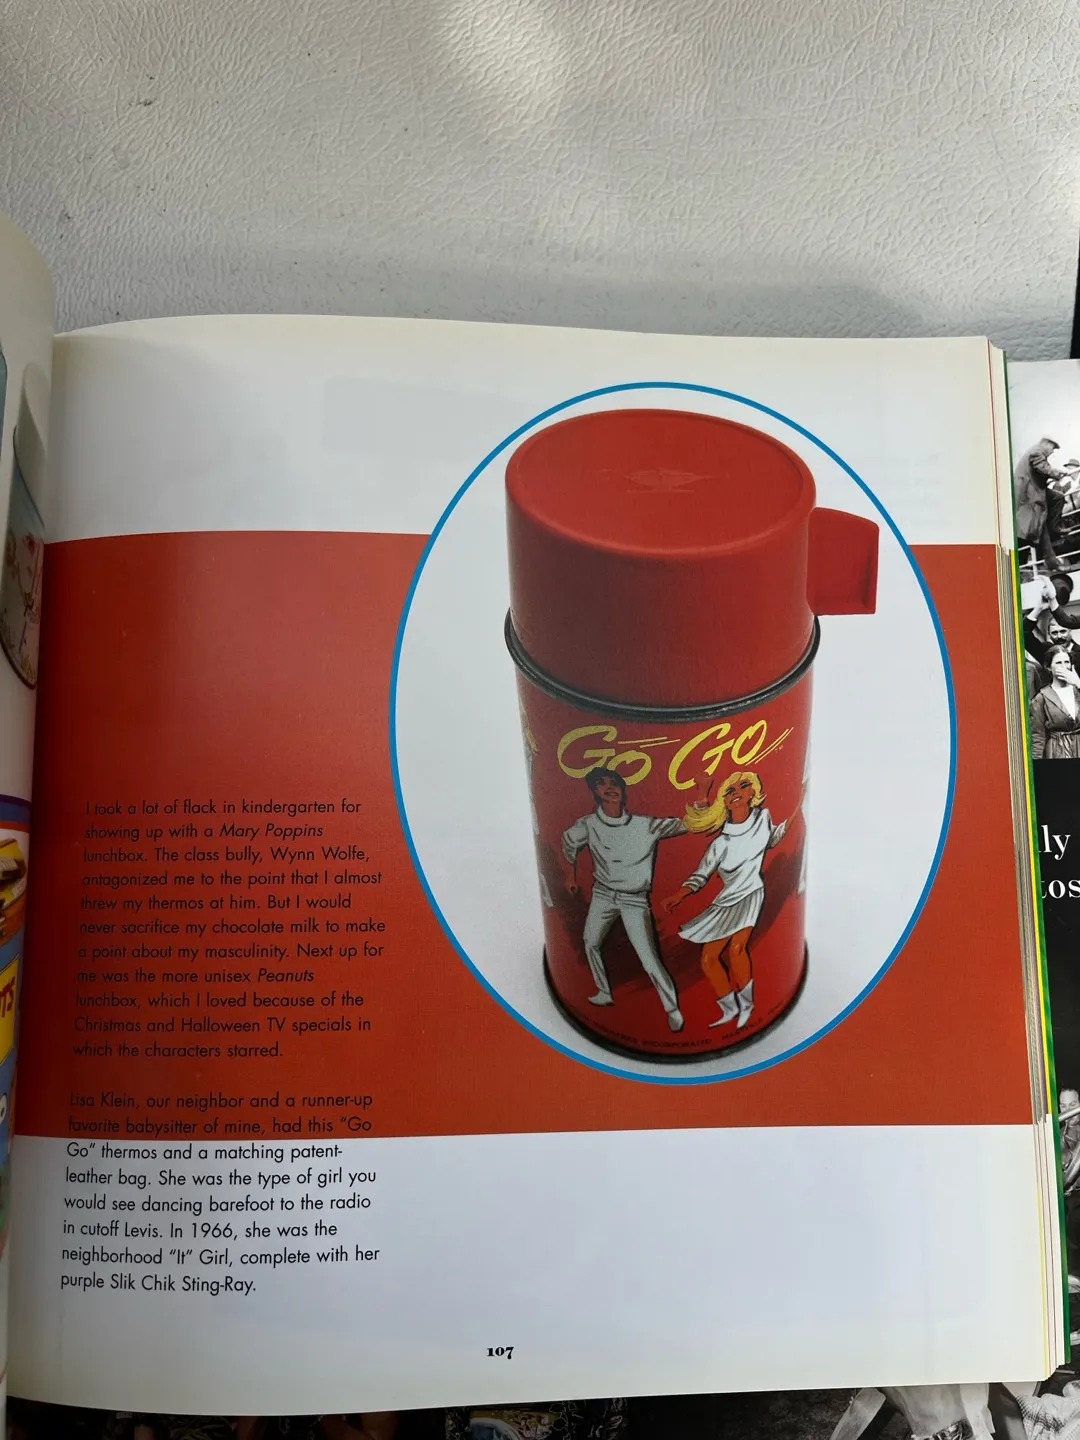 GO GO
I took a lot of flack in kindergarten for
showing up with a Mary Poppins
lunchbox. The class bully, Wynn Wolfe,
antagonized me to the point that I almost
threw my thermos at him. But I would
never sacrifice my chocolate milk to make
a point about my masculinity. Next up for
me was the more unisex Peanuts
lunchbox, which I loved because of the
Christmas and Halloween TV specials in
which the characters starred.
Lisa Klein, our neighbor and a runner-up
favorite babysitter of mine, had this “Go
Go” thermos and a matching patent-
leather bag. She was the type of girl you
would see dancing barefoot to the radio
in cutoff Levis. In 1966, she was the
neighborhood “It” Girl, complete with her
purple Slik Chik Sting-Ray.
107
INCORPORATED
ly
tos